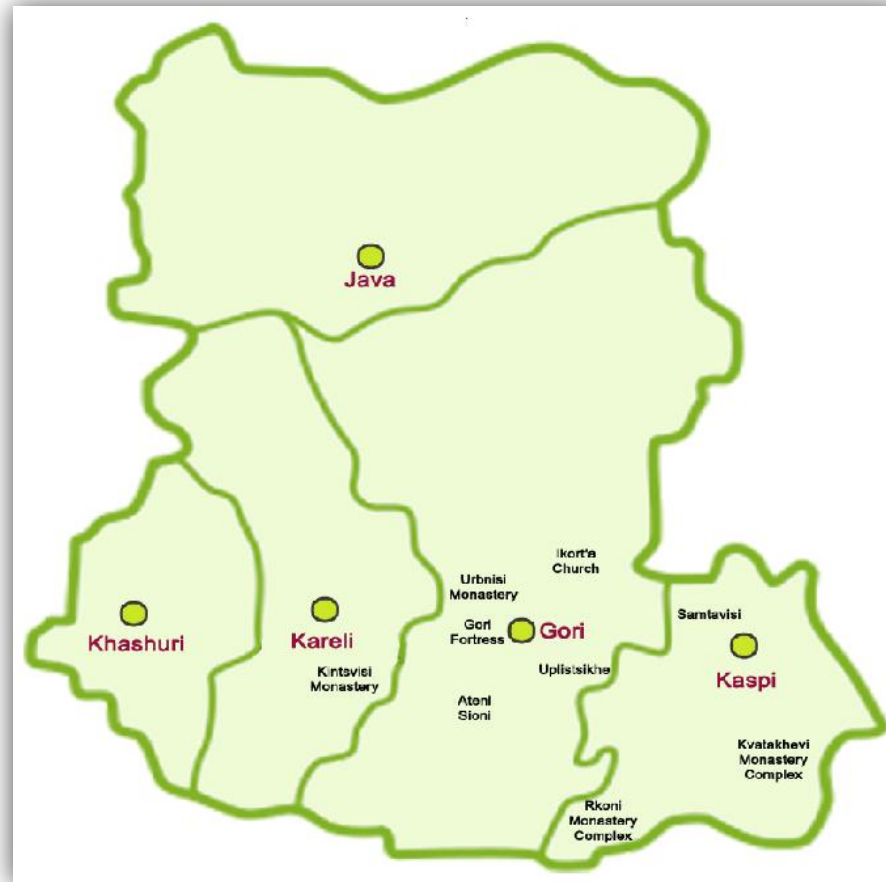 Java
Ikort'a
Church
Urbnisi
Monastery
Samtavisi
Khashuri
Kareli
Gori
Fortress
Gori
Kintsvisi
Monastery
Uplistsikhe
Kaspi
Ateni
Sioni
Kvatakhevi
Monastery
Complex
Rkoni
Monastery
Complex